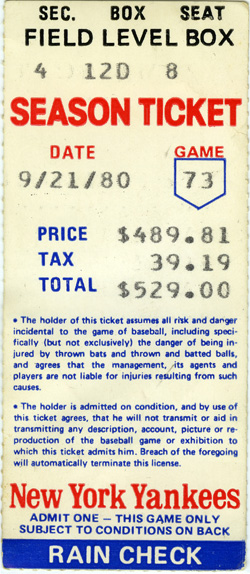 SEC. BOX SEAT
FIELD LEVEL BOX
4 12D 8
SEASON TICKET
DATE GAME
9/21/80 73
PRICE $489.81
TAX 39.19
TOTAL $529.00
• The holder of this ticket assumes all risk and danger
incidental to the game of baseball, including speci-
fically (but not exclusively) the danger of being in-
jured by thrown bats and thrown and batted balls,
and agrees that the management, its agents and
players are not liable for injuries resulting from such
causes.
• The holder is admitted on condition, and by use of
this ticket agrees, that he will not transmit or aid in
transmitting any description, account, picture or re-
production of the baseball game or exhibition to
which this ticket admits him. Breach of the foregoing
will automatically terminate this license.
New York Yankees
ADMIT ONE — THIS GAME ONLY
SUBJECT TO CONDITIONS ON BACK
RAIN CHECK